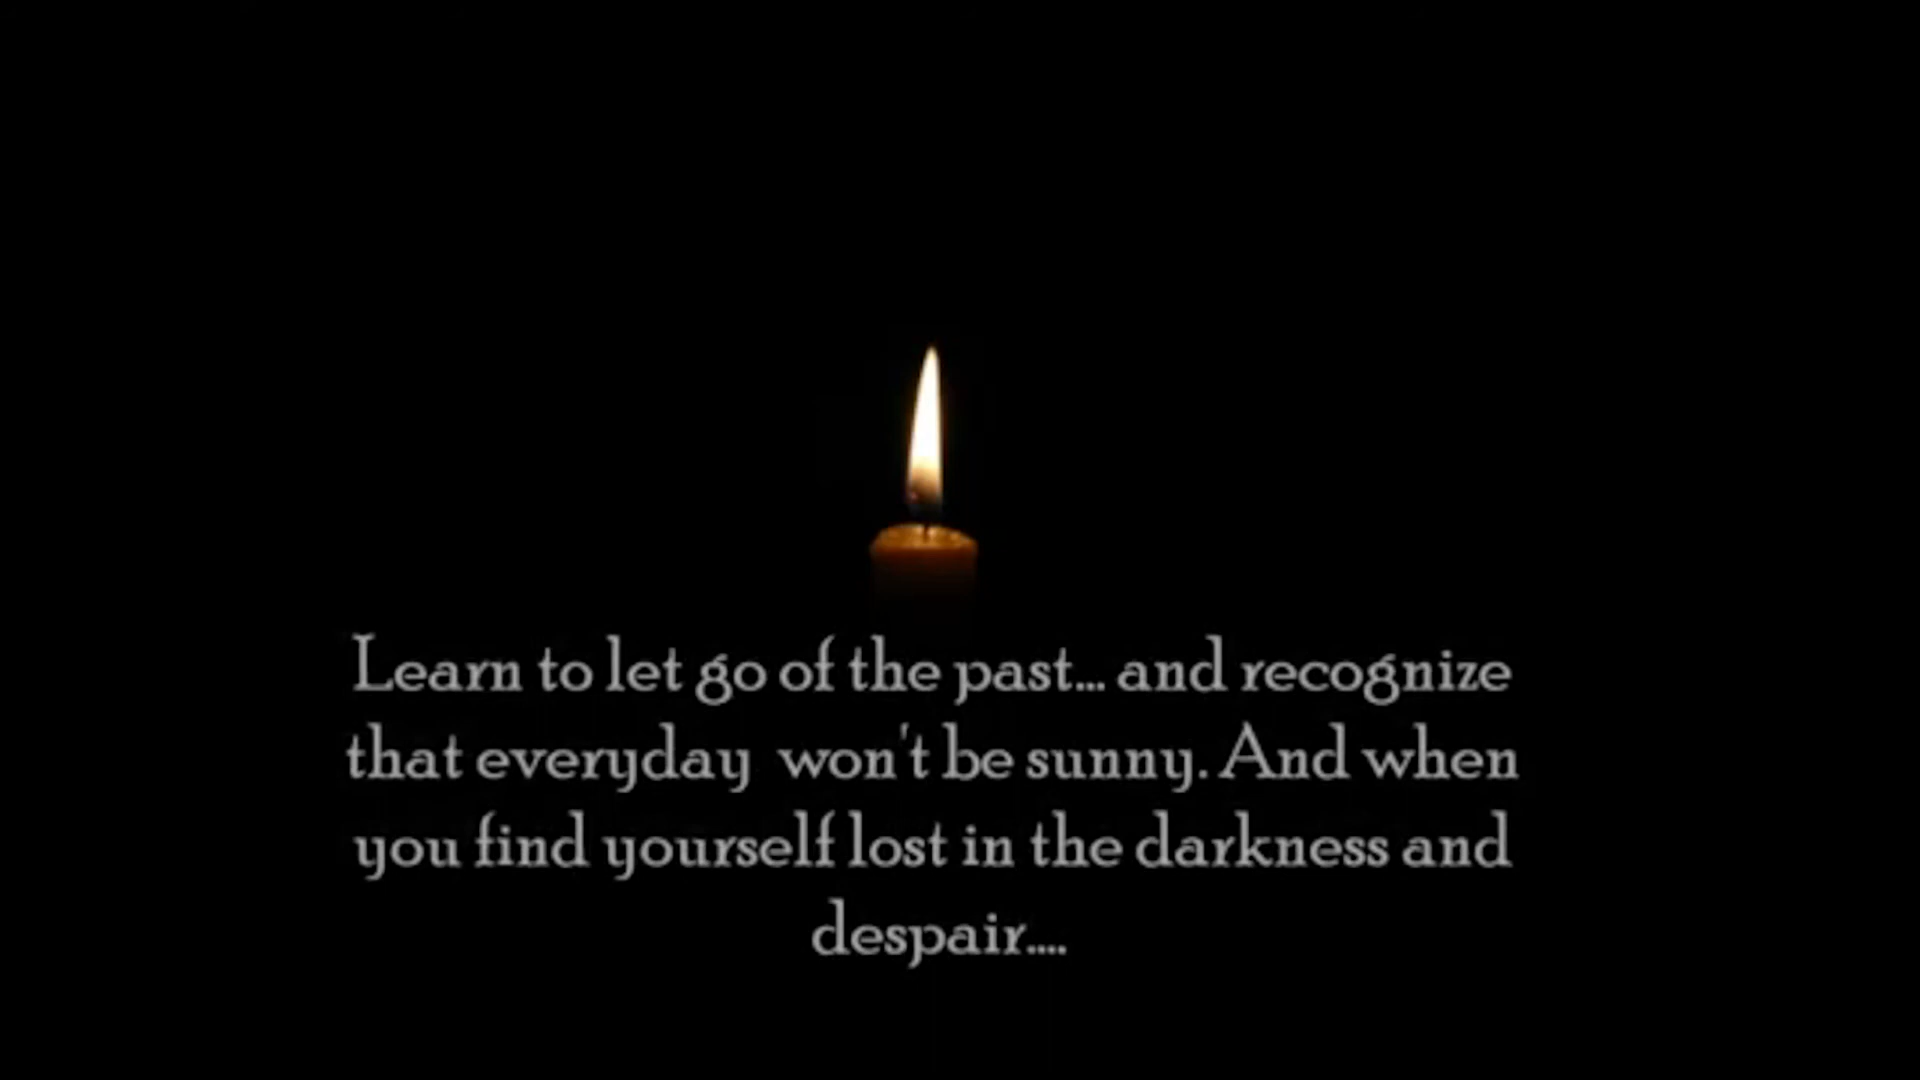 Learn to let go of the past... and recognize
that everyday  won't be sunny. And when
you find yourself lost in the darkness and
despair....